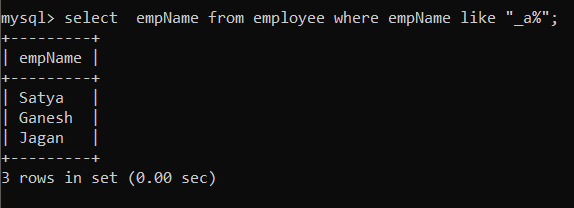 mysql> select  empName from employee where empName like "_a%";
+---------+
| empName |
+---------+
| Satya   |
| Ganesh  |
| Jagan   |
+---------+
3 rows in set (0.00 sec)